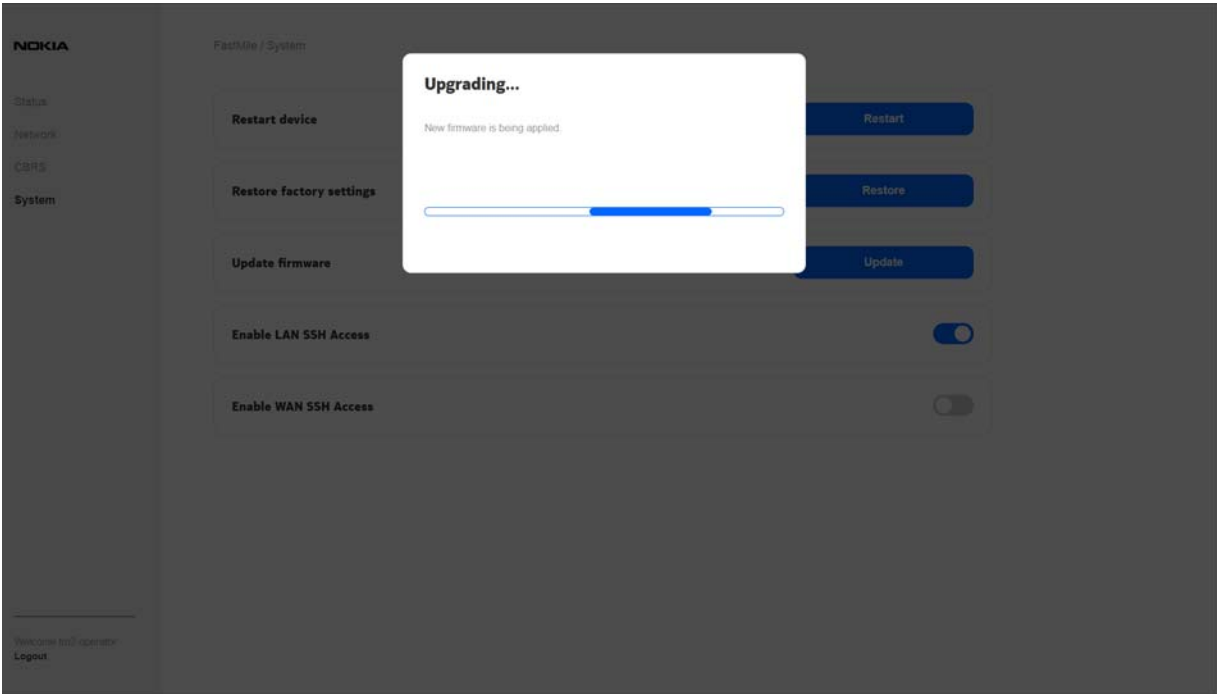 NOKIA
FastMile / System
Upgrading...
New firmware is being applied.
Status
Network
CBRS
System
Restart device
Restart
Restore factory settings
Restore
Update firmware
Update
Enable LAN SSH Access
Enable WAN SSH Access
Welcome
Logout